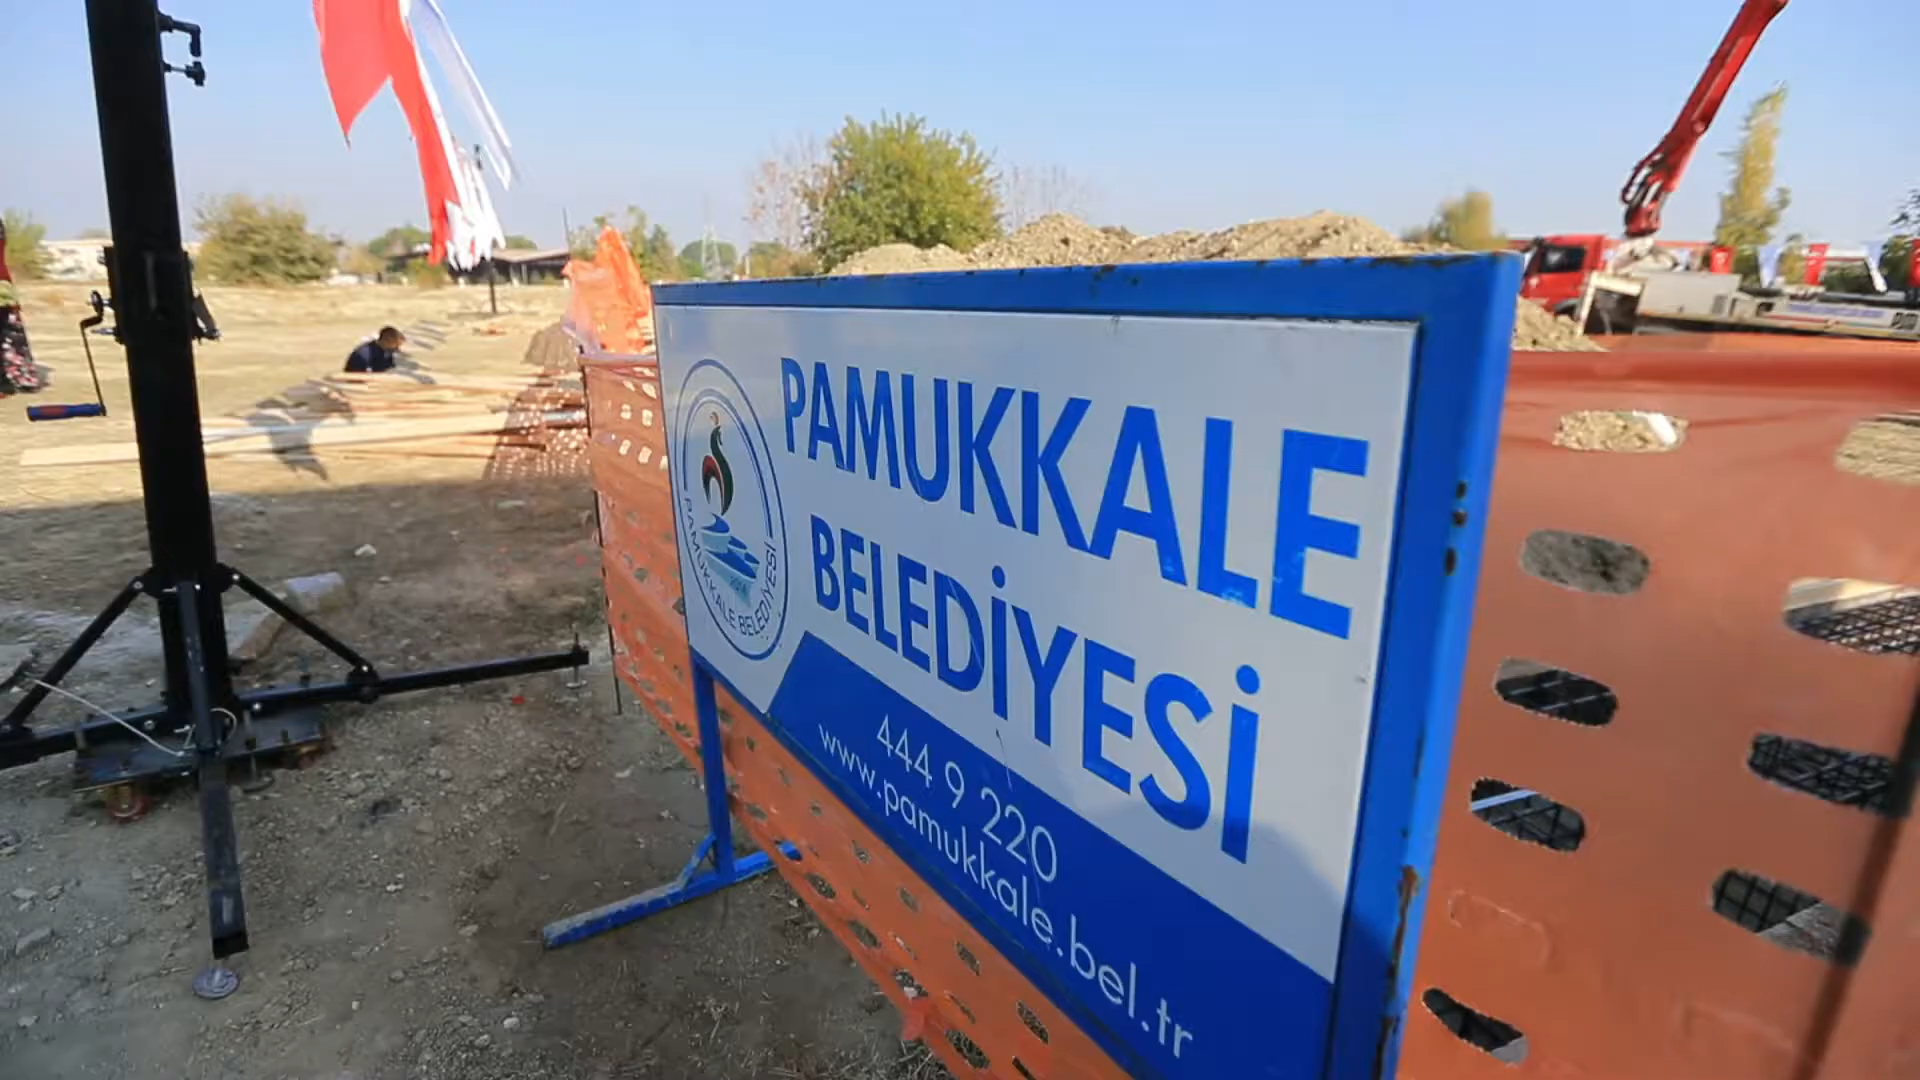 PAMUKKALE
BELEDİYESİ
PAMUKKALE BELEDİYESİ
444 9 220
www.pamukkale.bel.tr